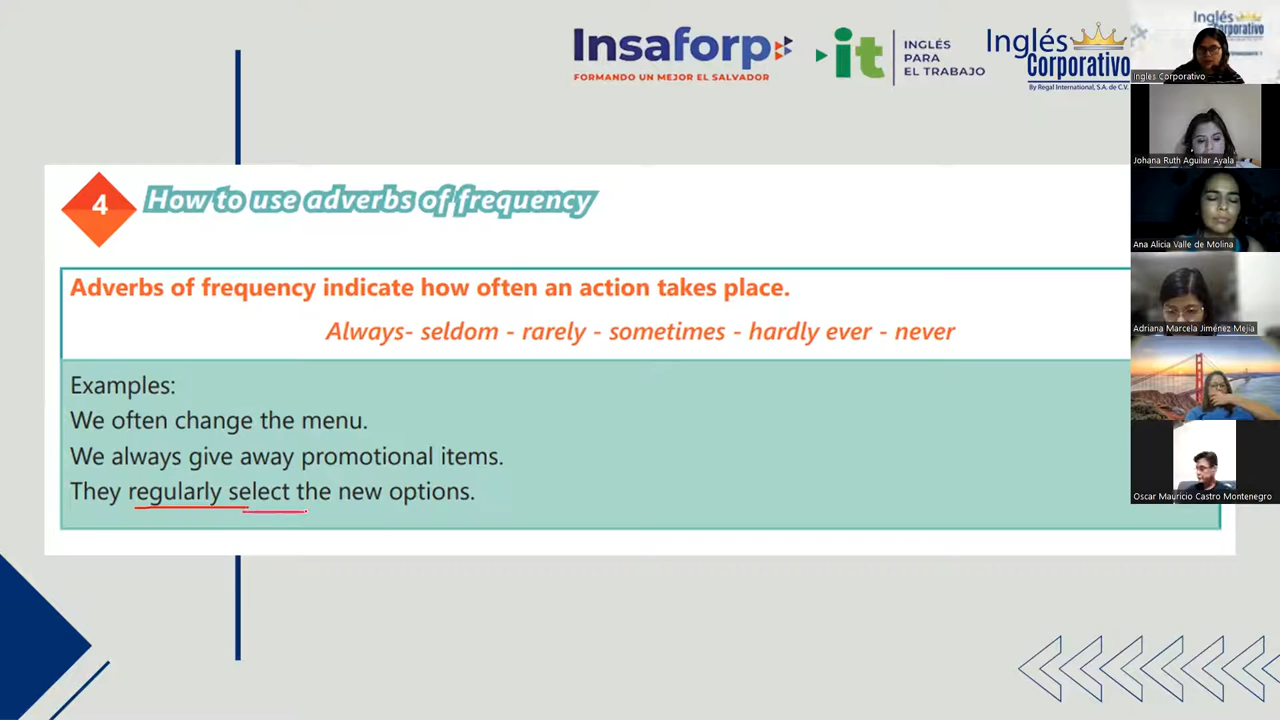 Insaforp
FORMANDO UN MEJOR EL SALVADOR
it
INGLÉS
PARA
EL TRABAJO
Inglés
Corporativo
By Regal International, S.A. de C.V.
Inglés
Corporativo
Ingles Corporativo
Johana Ruth Aguilar Ayala
Ana Alicia Valle de Molina
Adriana Marcela Jiménez Mejía
Oscar Mauricio Castro Montenegro
4
How to use adverbs of frequency
Adverbs of frequency indicate how often an action takes place.
Always- seldom - rarely - sometimes - hardly ever - never
Examples:
We often change the menu.
We always give away promotional items.
They regularly select the new options.